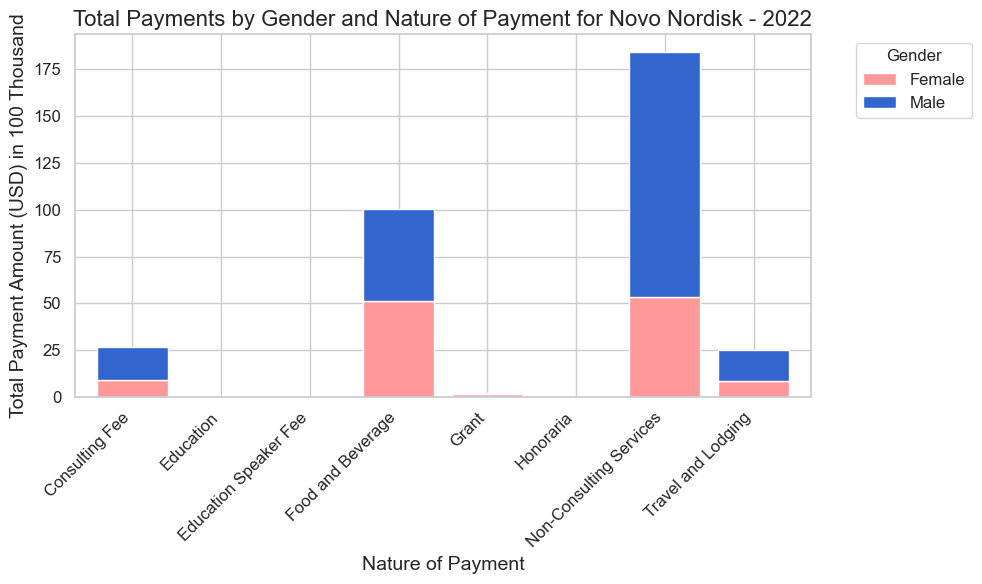 Total Payments by Gender and Nature of Payment for Novo Nordisk - 2022
Total Payment Amount (USD) in 100 Thousand
175
150
125
100
75
50
25
0
Consulting Fee
Education
Education Speaker Fee
Food and Beverage
Grant
Honoraria
Non-Consulting Services
Travel and Lodging
Nature of Payment
Gender
Female
Male